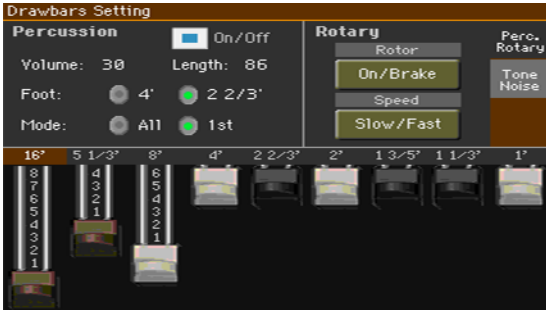 Drawbars Setting
Percussion
On/Off
Volume: 30 Length: 86
Foot: 4' 2 2/3'
Mode: All 1st
Rotary
Rotor
On/Brake
Speed
Slow/Fast
Perc.
Rotary
Tone
Noise
16' 5 1/3' 8' 4' 2 2/3' 2' 1 3/5' 1 1/3' 1'
8 4 6
7 3 5
6 2 4
5 1 3
4 2
3 1
2
1